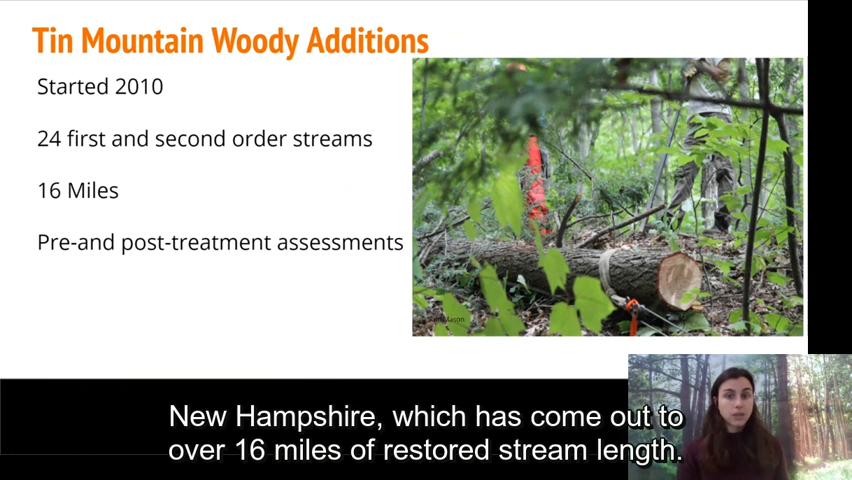 Tin Mountain Woody Additions
Started 2010
24 first and second order streams
16 Miles
Pre-and post-treatment assessments
New Hampshire, which has come out to
over 16 miles of restored stream length.